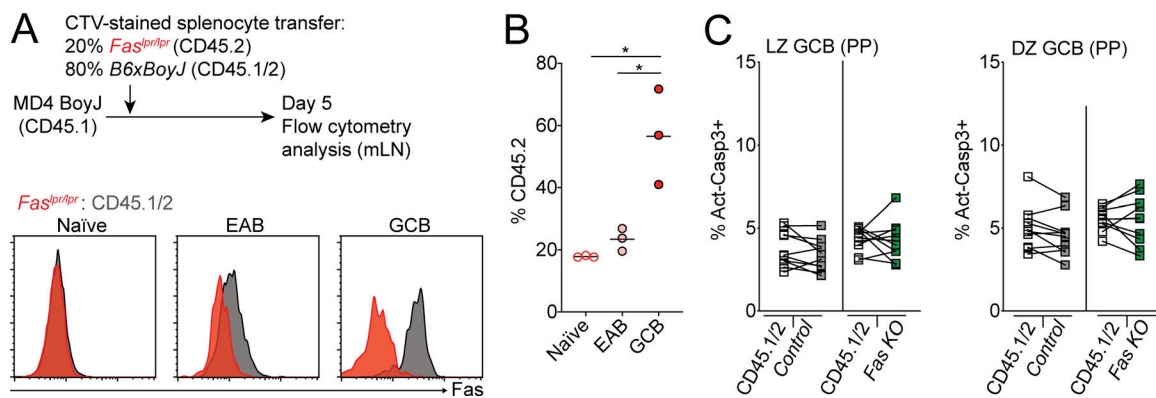 A
CTV-stained splenocyte transfer:
20% Fas^lpr/lpr (CD45.2)
80% B6xBoyJ (CD45.1/2)
MD4 BoyJ
(CD45.1)
Day 5
Flow cytometry
analysis (mLN)
Fas^lpr/lpr : CD45.1/2
Naïve
EAB
GCB
Fas
B
*
*
% CD45.2
80
60
40
20
0
Naïve
EAB
GCB
C
LZ GCB (PP)
% Act-Casp3+
15
10
5
0
CD45.1/2
Control
CD45.1/2
Fas KO
DZ GCB (PP)
% Act-Casp3+
15
10
5
0
CD45.1/2
Control
CD45.1/2
Fas KO